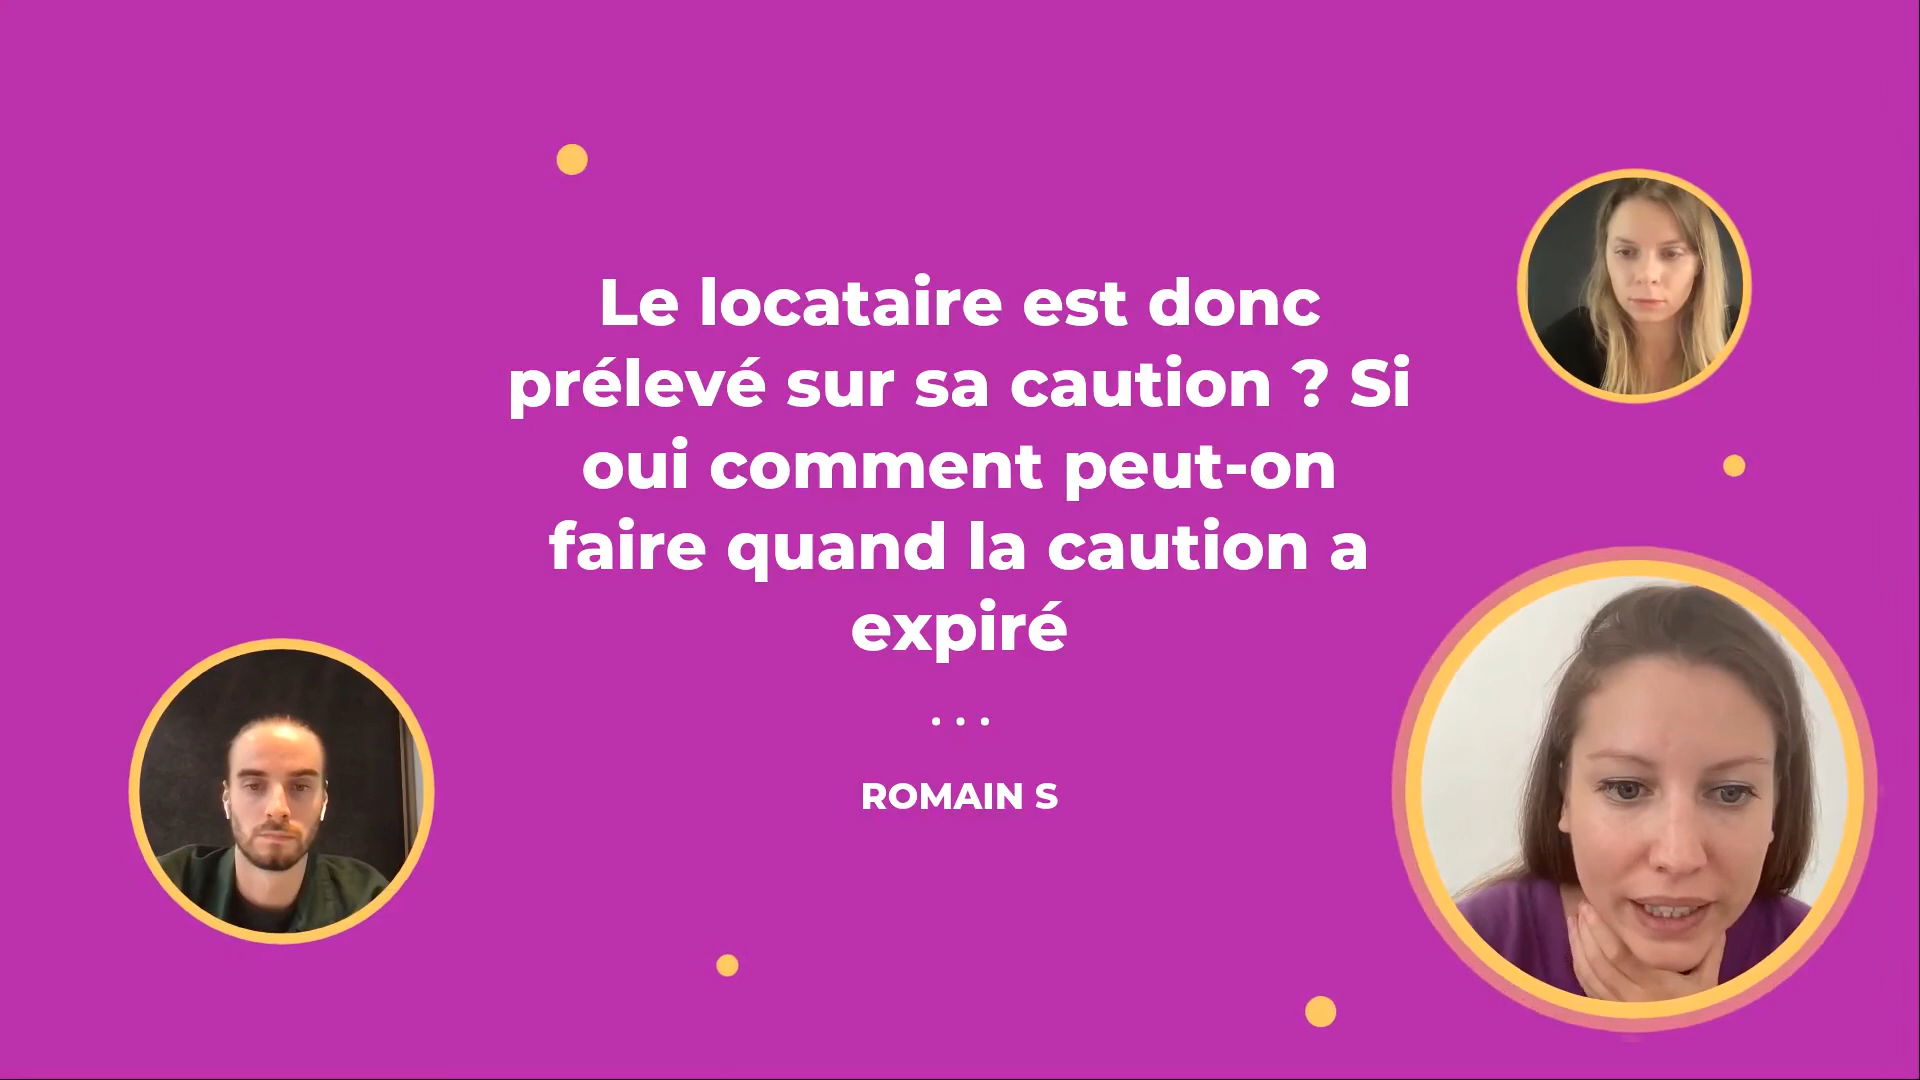 Le locataire est donc
prélevé sur sa caution ? Si
oui comment peut-on
faire quand la caution a
expiré
...
ROMAIN S